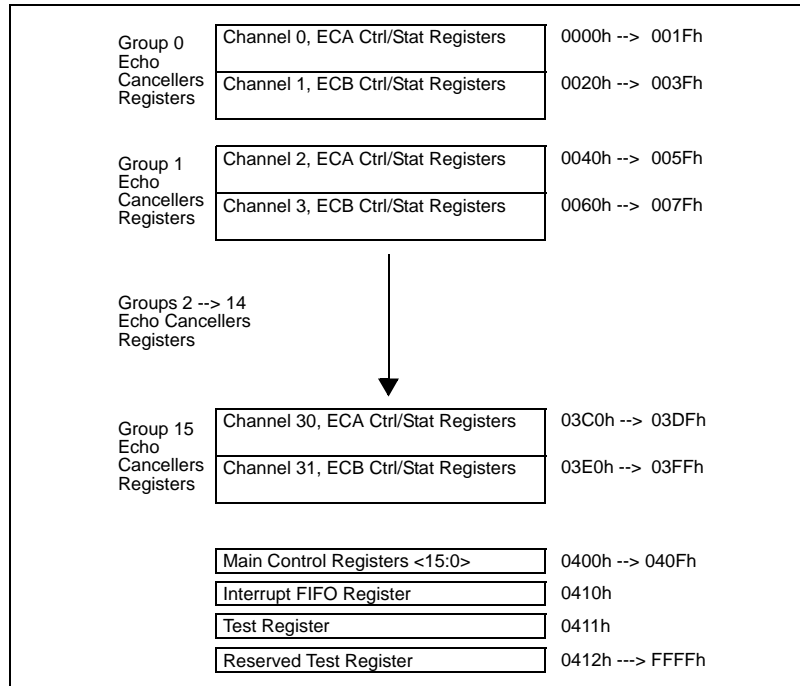 Group 0
Echo
Cancellers
Registers
Channel 0, ECA Ctrl/Stat Registers
0000h --> 001Fh
Channel 1, ECB Ctrl/Stat Registers
0020h --> 003Fh
Group 1
Echo
Cancellers
Registers
Channel 2, ECA Ctrl/Stat Registers
0040h --> 005Fh
Channel 3, ECB Ctrl/Stat Registers
0060h --> 007Fh
Groups 2 --> 14
Echo Cancellers
Registers
Group 15
Echo
Cancellers
Registers
Channel 30, ECA Ctrl/Stat Registers
03C0h --> 03DFh
Channel 31, ECB Ctrl/Stat Registers
03E0h --> 03FFh
Main Control Registers <15:0>
0400h --> 040Fh
Interrupt FIFO Register
0410h
Test Register
0411h
Reserved Test Register
0412h ---> FFFFh